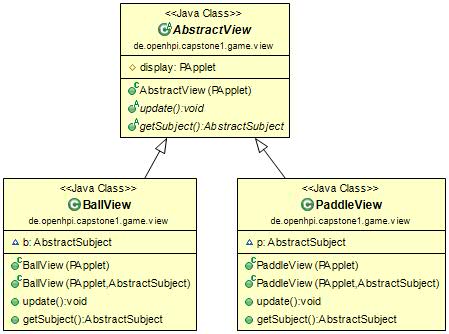 <<Java Class>>
AbstractView
de.openhpi.capstone1.game.view
display: PApplet
AbstractView(PApplet)
update():void
getSubject():AbstractSubject
<<Java Class>>
BallView
de.openhpi.capstone1.game.view
b: AbstractSubject
BallView(PApplet)
BallView(PApplet,AbstractSubject)
update():void
getSubject():AbstractSubject
<<Java Class>>
PaddleView
de.openhpi.capstone1.game.view
p: AbstractSubject
PaddleView(PApplet)
PaddleView(PApplet,AbstractSubject)
update():void
getSubject():AbstractSubject